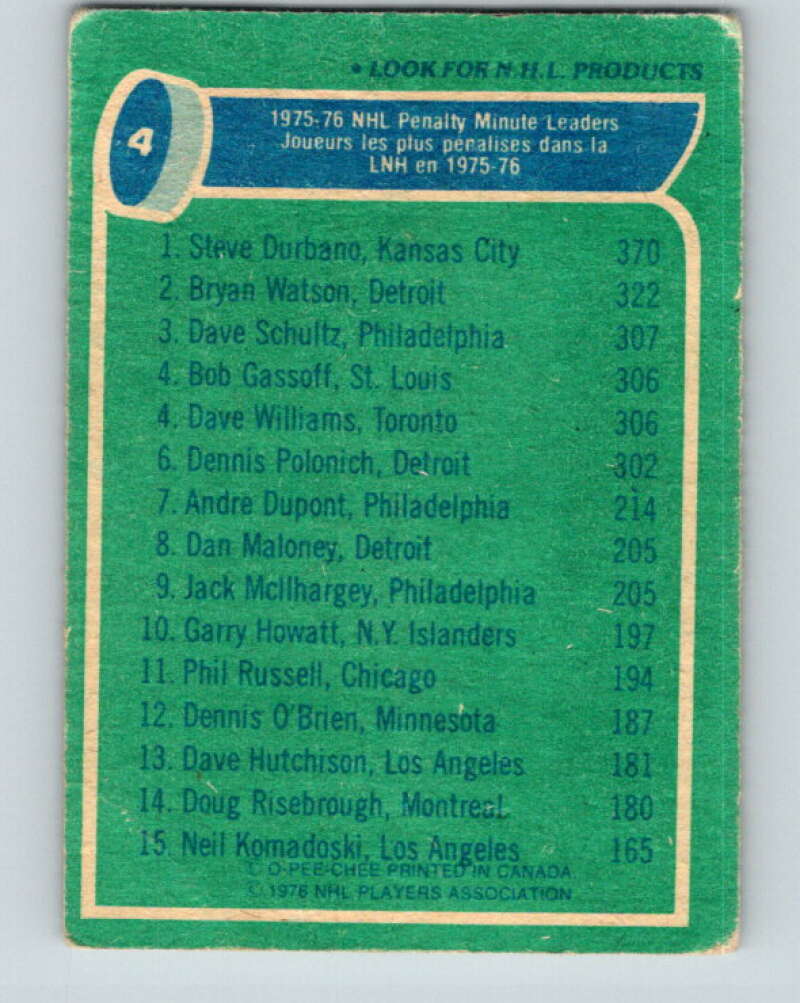 • LOOK FOR N.H.L. PRODUCTS
4
1975-76 NHL Penalty Minute Leaders
Joueurs les plus penalises dans la
LNH en 1975-76
1. Steve Durbano, Kansas City 370
2. Bryan Watson, Detroit 322
3. Dave Schultz, Philadelphia 307
4. Bob Gassoff, St. Louis 306
4. Dave Williams, Toronto 306
6. Dennis Polonich, Detroit 302
7. Andre Dupont, Philadelphia 214
8. Dan Maloney, Detroit 205
9. Jack McIlhargey, Philadelphia 205
10. Garry Howatt, N.Y. Islanders 197
11. Phil Russell, Chicago 194
12. Dennis O'Brien, Minnesota 187
13. Dave Hutchison, Los Angeles 181
14. Doug Risebrough, Montreal 180
15. Neil Komadoski, Los Angeles 165
© O-PEE-CHEE PRINTED IN CANADA
© 1976 NHL PLAYERS ASSOCIATION